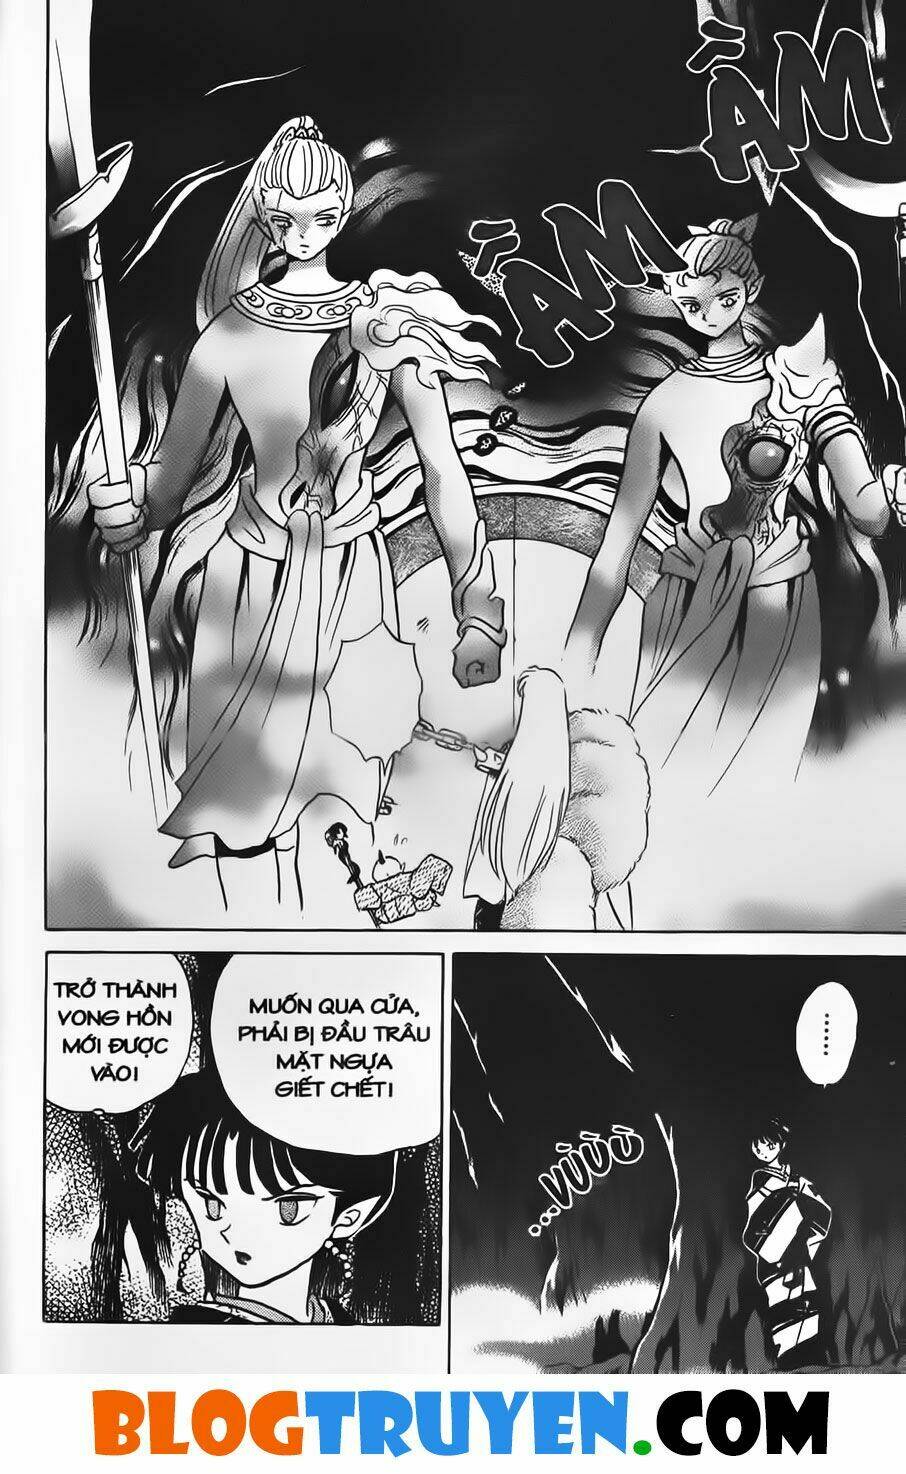 ẦM
ẦM
TRỞ THÀNH
VONG HỒN
MỚI ĐƯỢC
VÀO!
MUỐN QUA CỬA,
PHẢI BỊ ĐẦU TRÂU
MẶT NGỰA
GIẾT CHẾT!
......
...VÙÙÙ
BLOGTRUYEN.COM